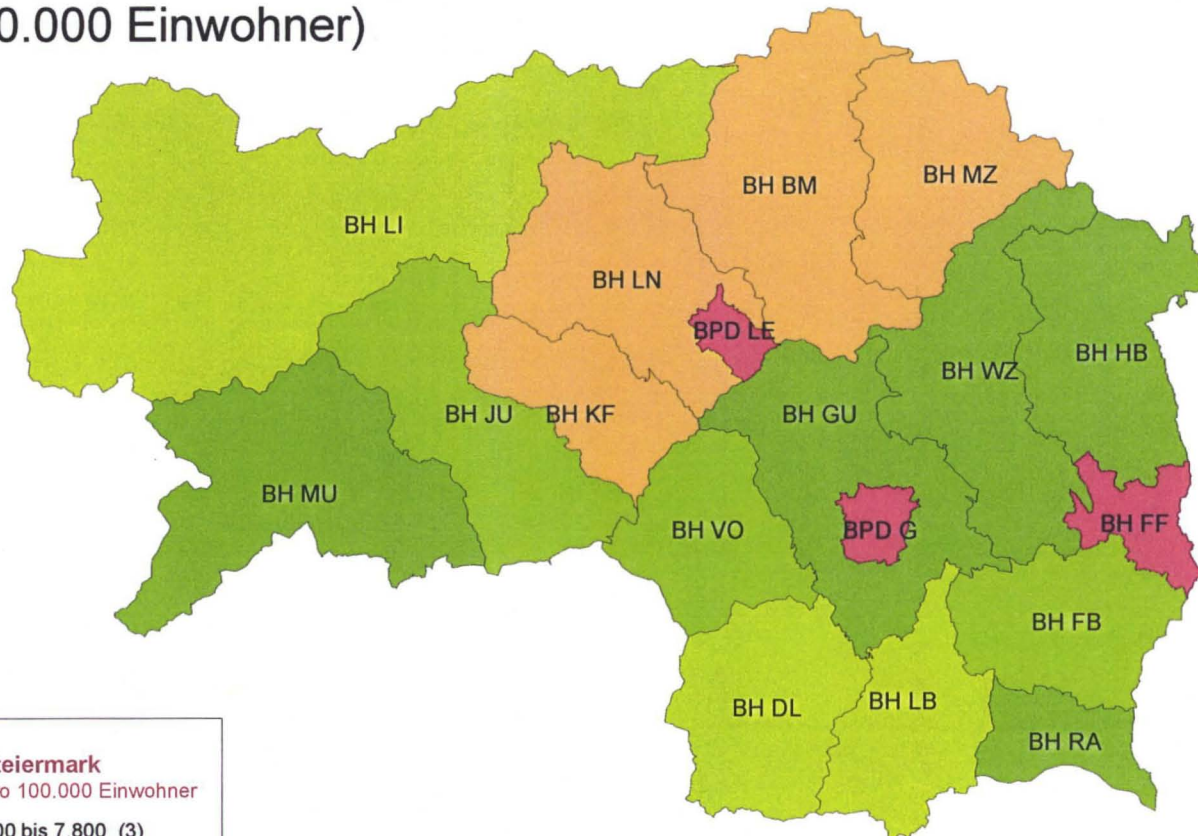 0.000 Einwohner)
BH LI
BH BM
BH MZ
BH LN
BPD LE
BH HB
BH WZ
BH JU
BH KF
BH GU
BH MU
BH VO
BPD G
BH FF
BH FB
BH DL
BH LB
BH RA
teiermark
o 100.000 Einwohner
00 bis 7.800 (3)